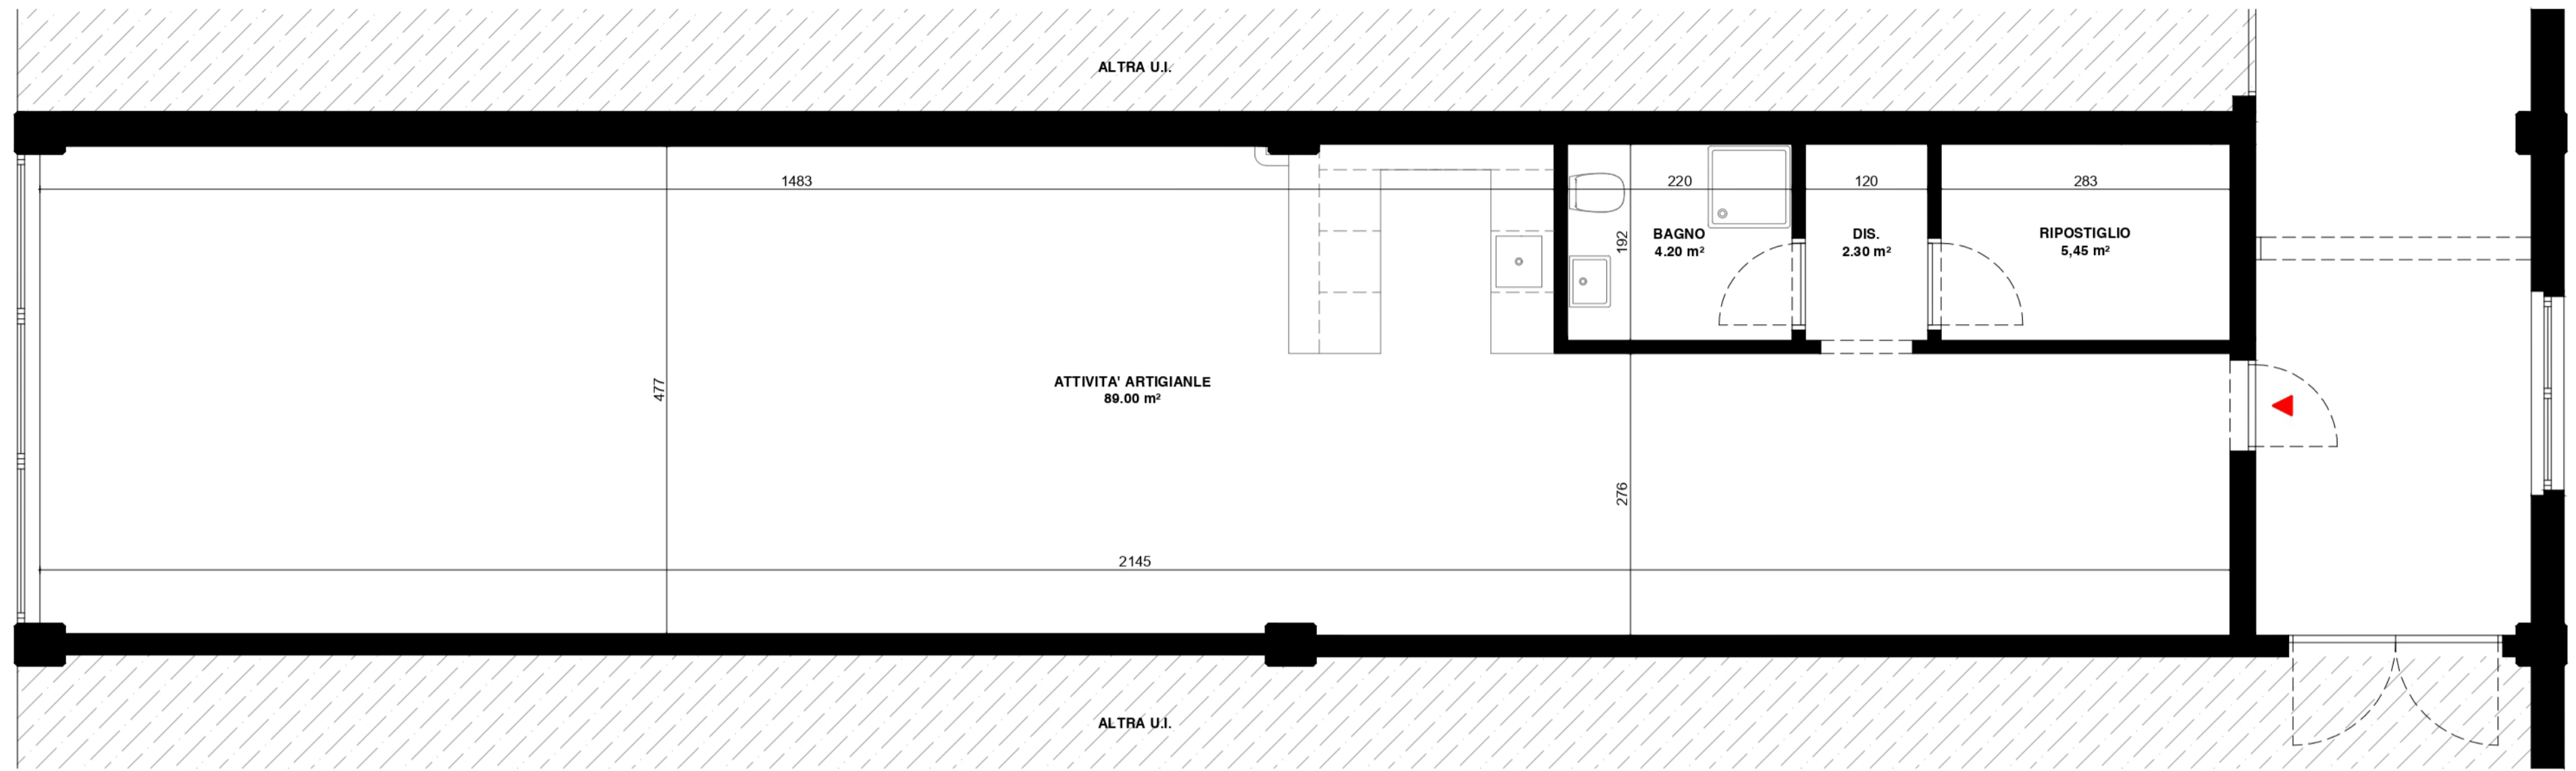 ALTRA U.I.
1483
220
120
283
192
BAGNO
4.20 m²
DIS.
2.30 m²
RIPOSTIGLIO
5,45 m²
477
ATTIVITA' ARTIGIANLE
89.00 m²
276
2145
ALTRA U.I.